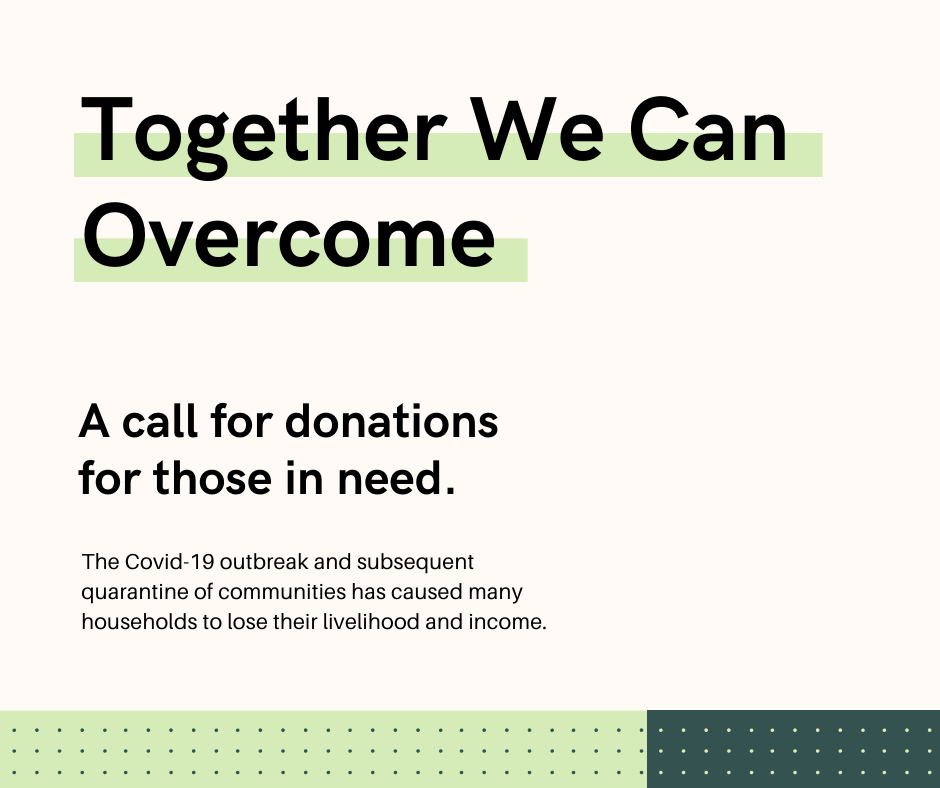 Together We Can
Overcome
A call for donations
for those in need.
The Covid-19 outbreak and subsequent
quarantine of communities has caused many
households to lose their livelihood and income.